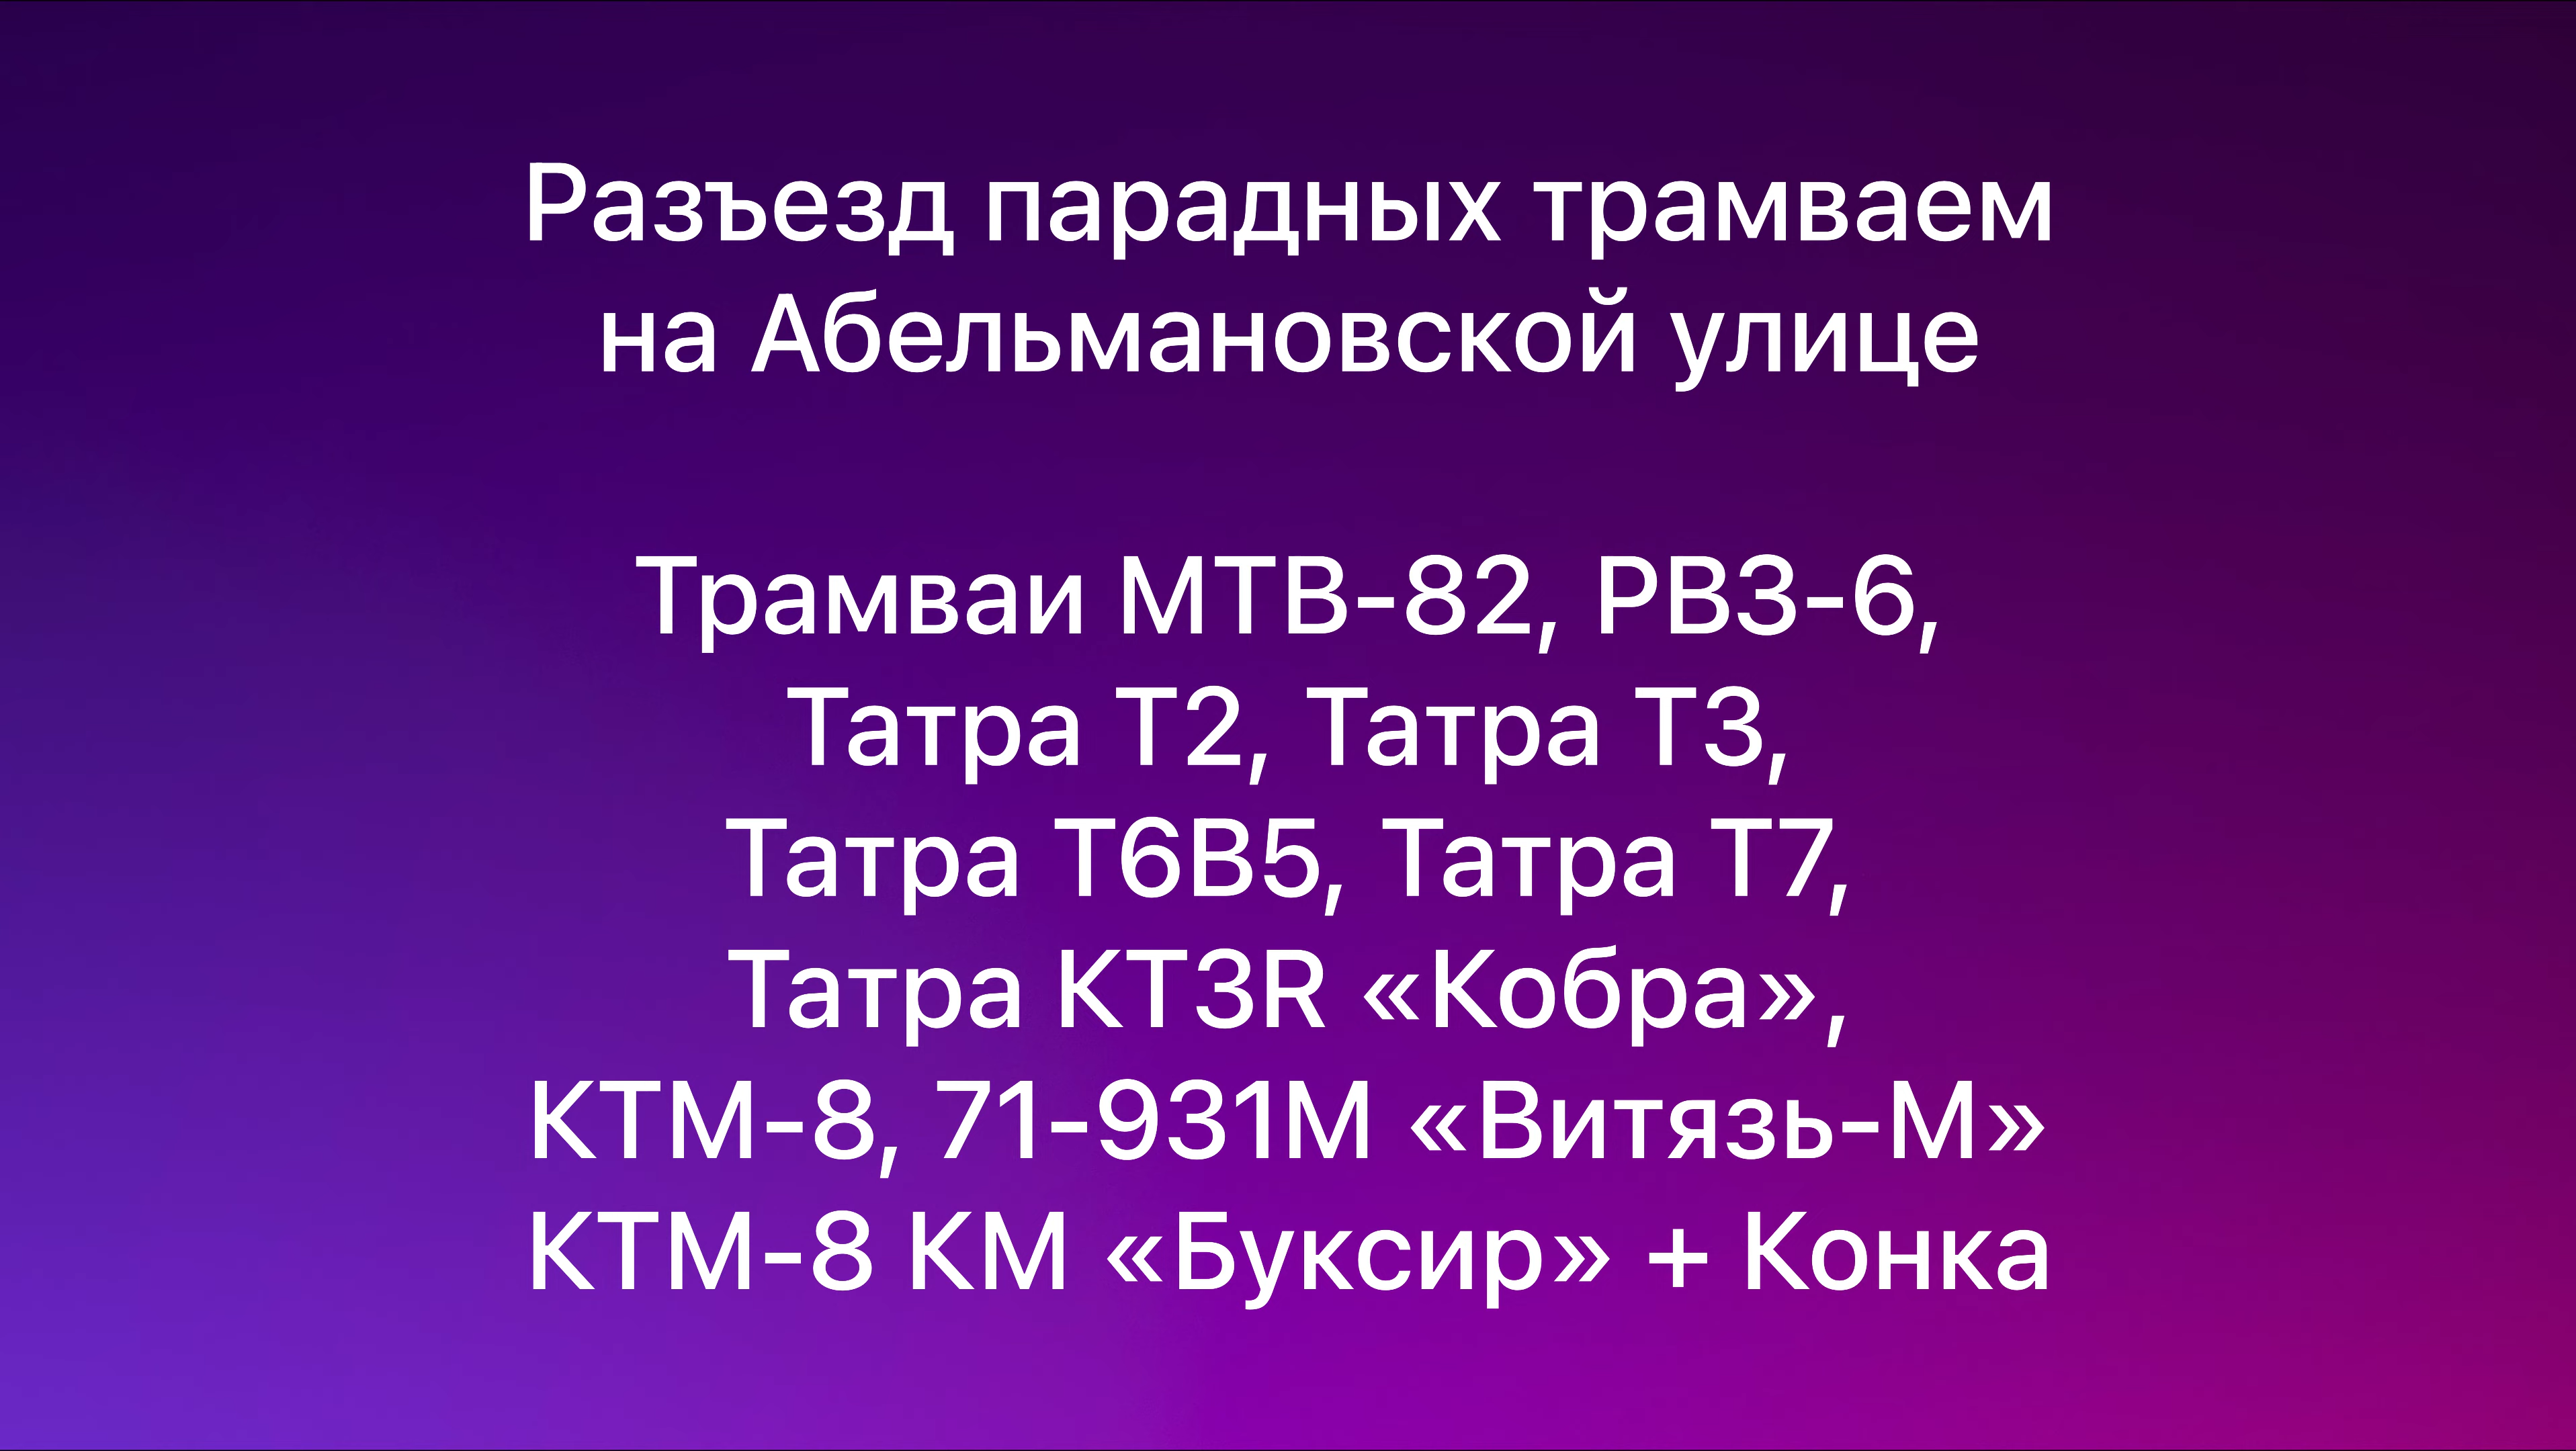 Разъезд парадных трамваем
на Абельмановской улице
Трамваи МТВ-82, РВЗ-6,
Татра Т2, Татра Т3,
Татра Т6В5, Татра Т7,
Татра КТ3R «Кобра»,
КТМ-8, 71-931М «Витязь-М»
КТМ-8 КМ «Буксир» + Конка